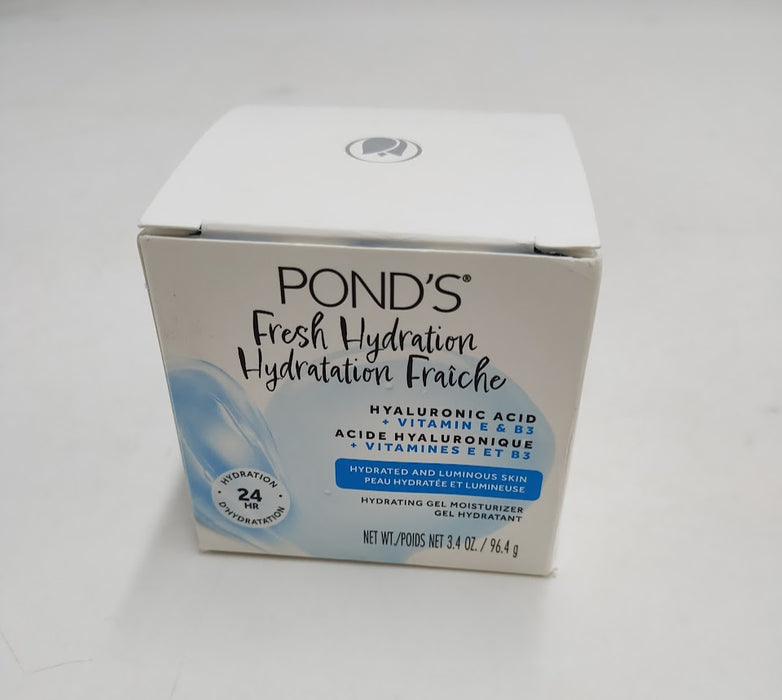 POND'S®
Fresh Hydration
Hydratation Fraîche
HYALURONIC ACID
+ VITAMIN E & B3
ACIDE HYALURONIQUE
+ VITAMINES E ET B3
HYDRATED AND LUMINOUS SKIN
PEAU HYDRATÉE ET LUMINEUSE
HYDRATING GEL MOISTURIZER
GEL HYDRATANT
• HYDRATION •
24
HR
D'HYDRATATION
NET WT./POIDS NET 3.4 OZ. / 96.4 g